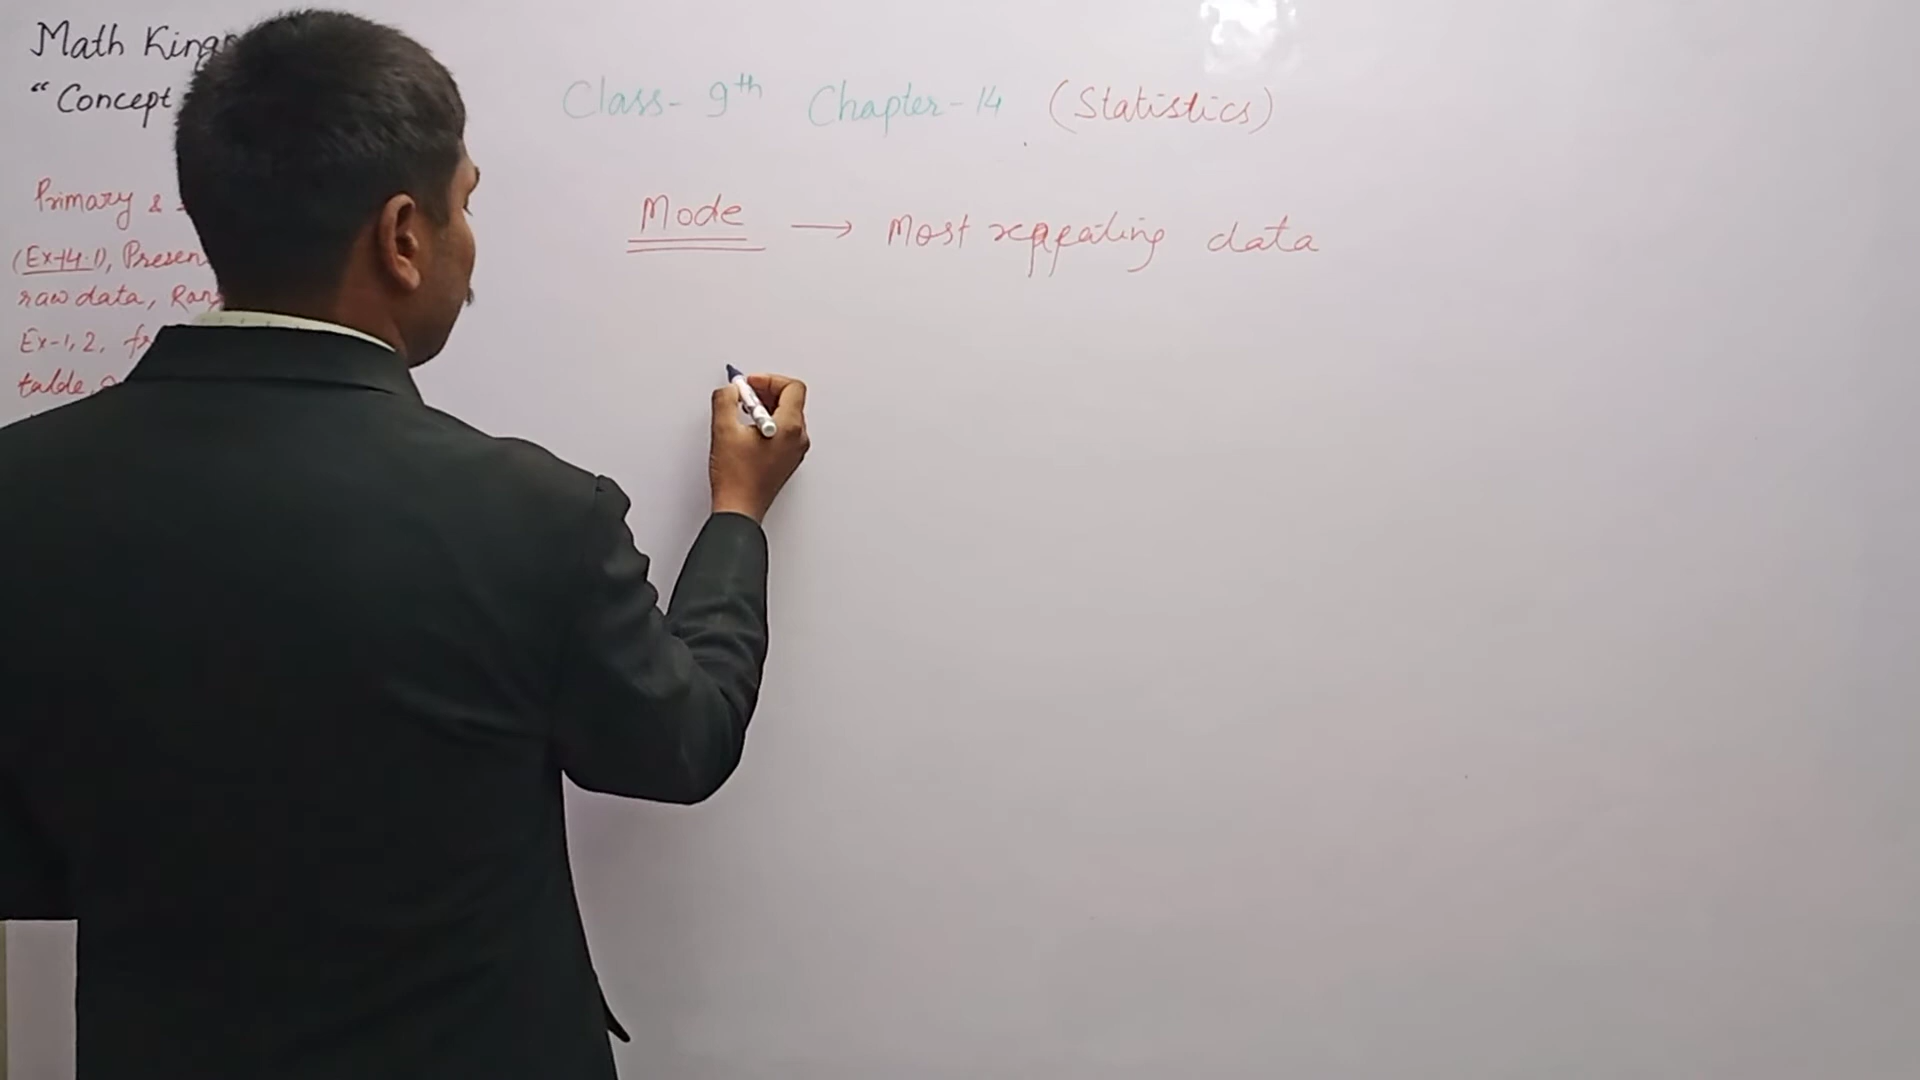 Math King
"Concept
Class- 9th Chapter-14 (Statistics)
Primary &
(Ex-14.1), Presen
raw data, Ran
Ex-1, 2, fr
table,
Mode → Most repeating data